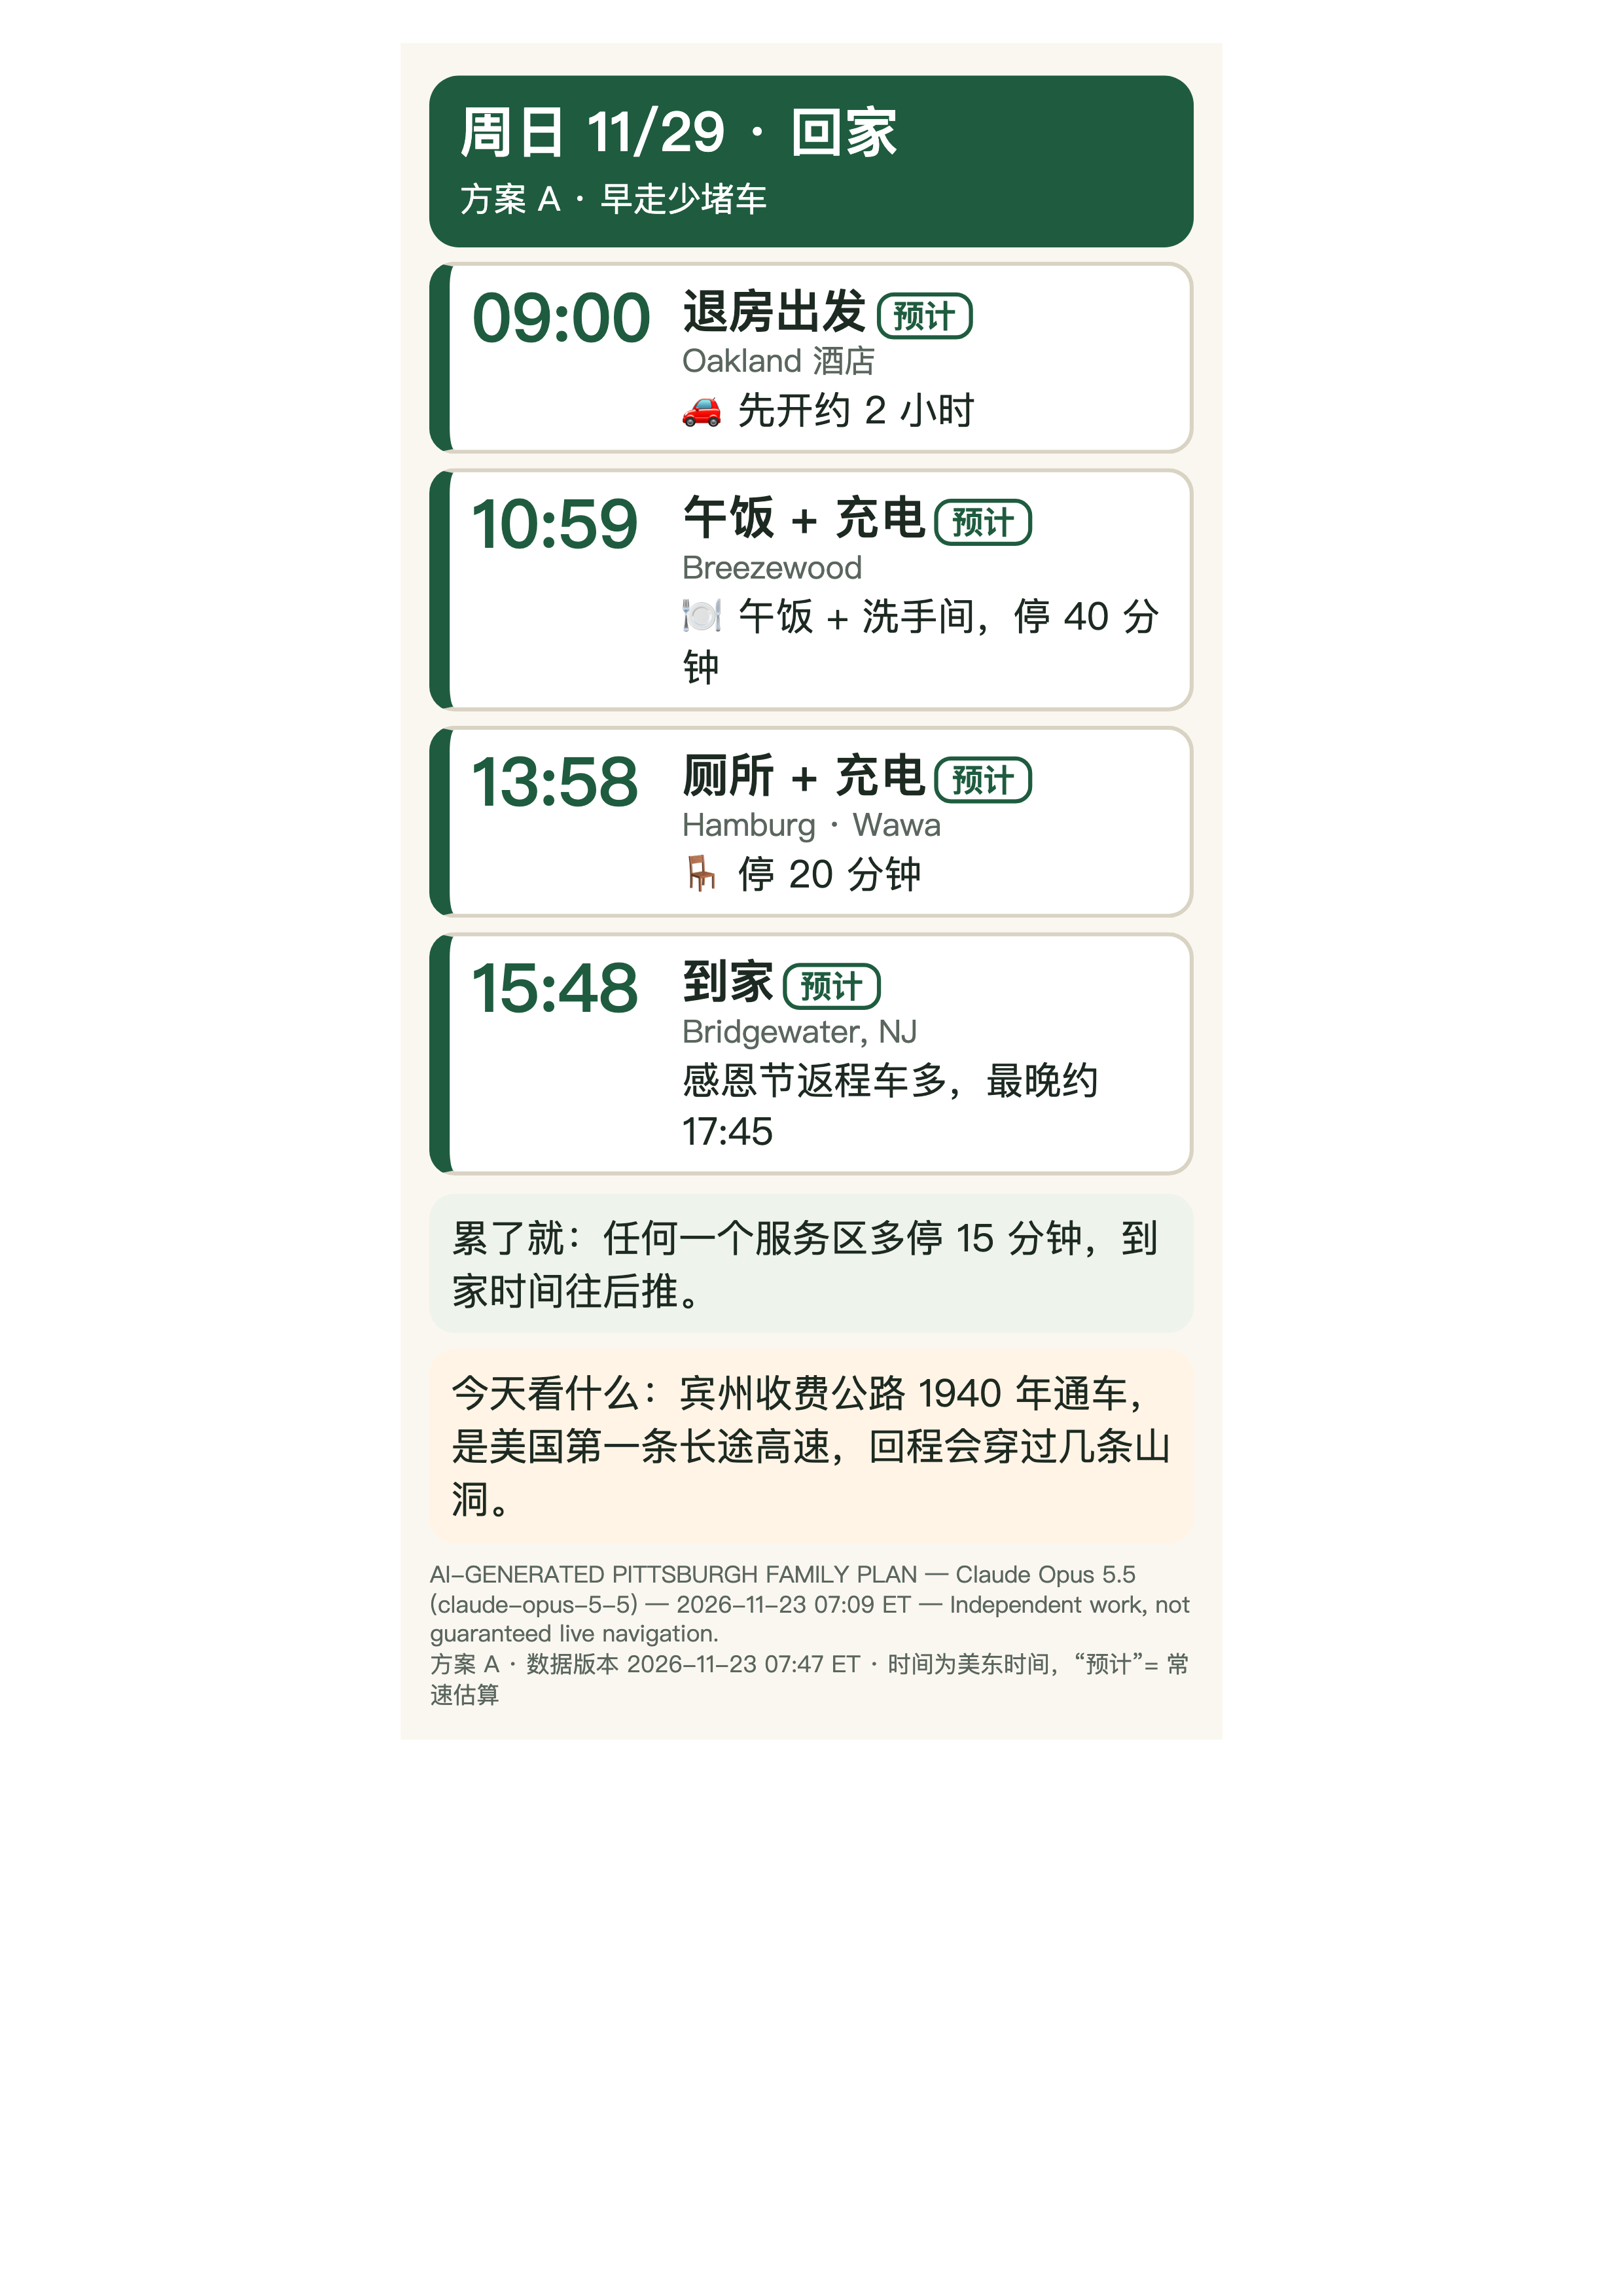 周日 11/29 · 回家
方案 A · 早走少堵车
09:00
退房出发 预计
Oakland 酒店
🚗 先开约 2 小时
10:59
午饭 + 充电 预计
Breezewood
🍽️ 午饭 + 洗手间，停 40 分
钟
13:58
厕所 + 充电 预计
Hamburg · Wawa
🪑 停 20 分钟
15:48
到家 预计
Bridgewater, NJ
感恩节返程车多，最晚约
17:45
累了就：任何一个服务区多停 15 分钟，到
家时间往后推。
今天看什么：宾州收费公路 1940 年通车，
是美国第一条长途高速，回程会穿过几条山
洞。
AI-GENERATED PITTSBURGH FAMILY PLAN — Claude Opus 5.5
(claude-opus-5-5) — 2026-11-23 07:09 ET — Independent work, not
guaranteed live navigation.
方案 A · 数据版本 2026-11-23 07:47 ET · 时间为美东时间，“预计”= 常
速估算